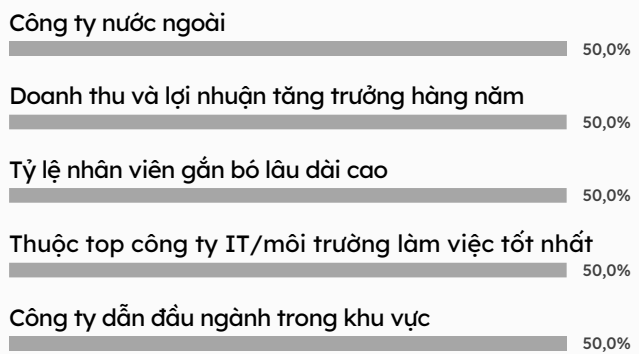 Công ty nước ngoài
50,0%
Doanh thu và lợi nhuận tăng trưởng hàng năm
50,0%
Tỷ lệ nhân viên gắn bó lâu dài cao
50,0%
Thuộc top công ty IT/môi trường làm việc tốt nhất
50,0%
Công ty dẫn đầu ngành trong khu vực
50,0%